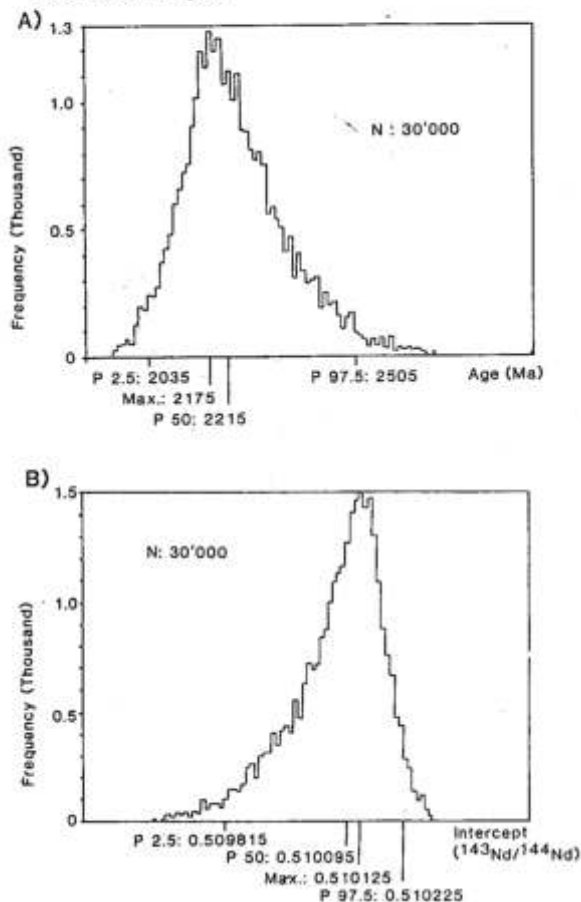 A)
1.3
1.0
0.5
0
Frequency (Thousand)
N : 30'000
P 2.5: 2035
P 97.5: 2505
Age (Ma)
Max.: 2175
P 50: 2215
B)
1.5
1.0
0.5
0
Frequency (Thousand)
N: 30'000
P 2.5: 0.509815
Intercept
P 50: 0.510095
(143Nd/144Nd)
Max.: 0.510125
P 97.5: 0.510225